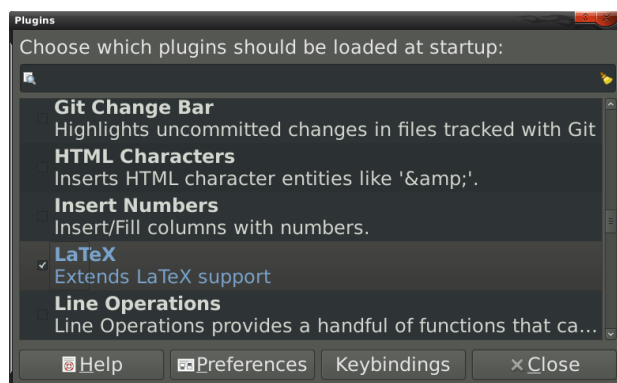 Plugins
Choose which plugins should be loaded at startup:
Git Change Bar
Highlights uncommitted changes in files tracked with Git
HTML Characters
Inserts HTML character entities like '&amp;'.
Insert Numbers
Insert/Fill columns with numbers.
LaTeX
Extends LaTeX support
Line Operations
Line Operations provides a handful of functions that ca...
Help Preferences Keybindings Close